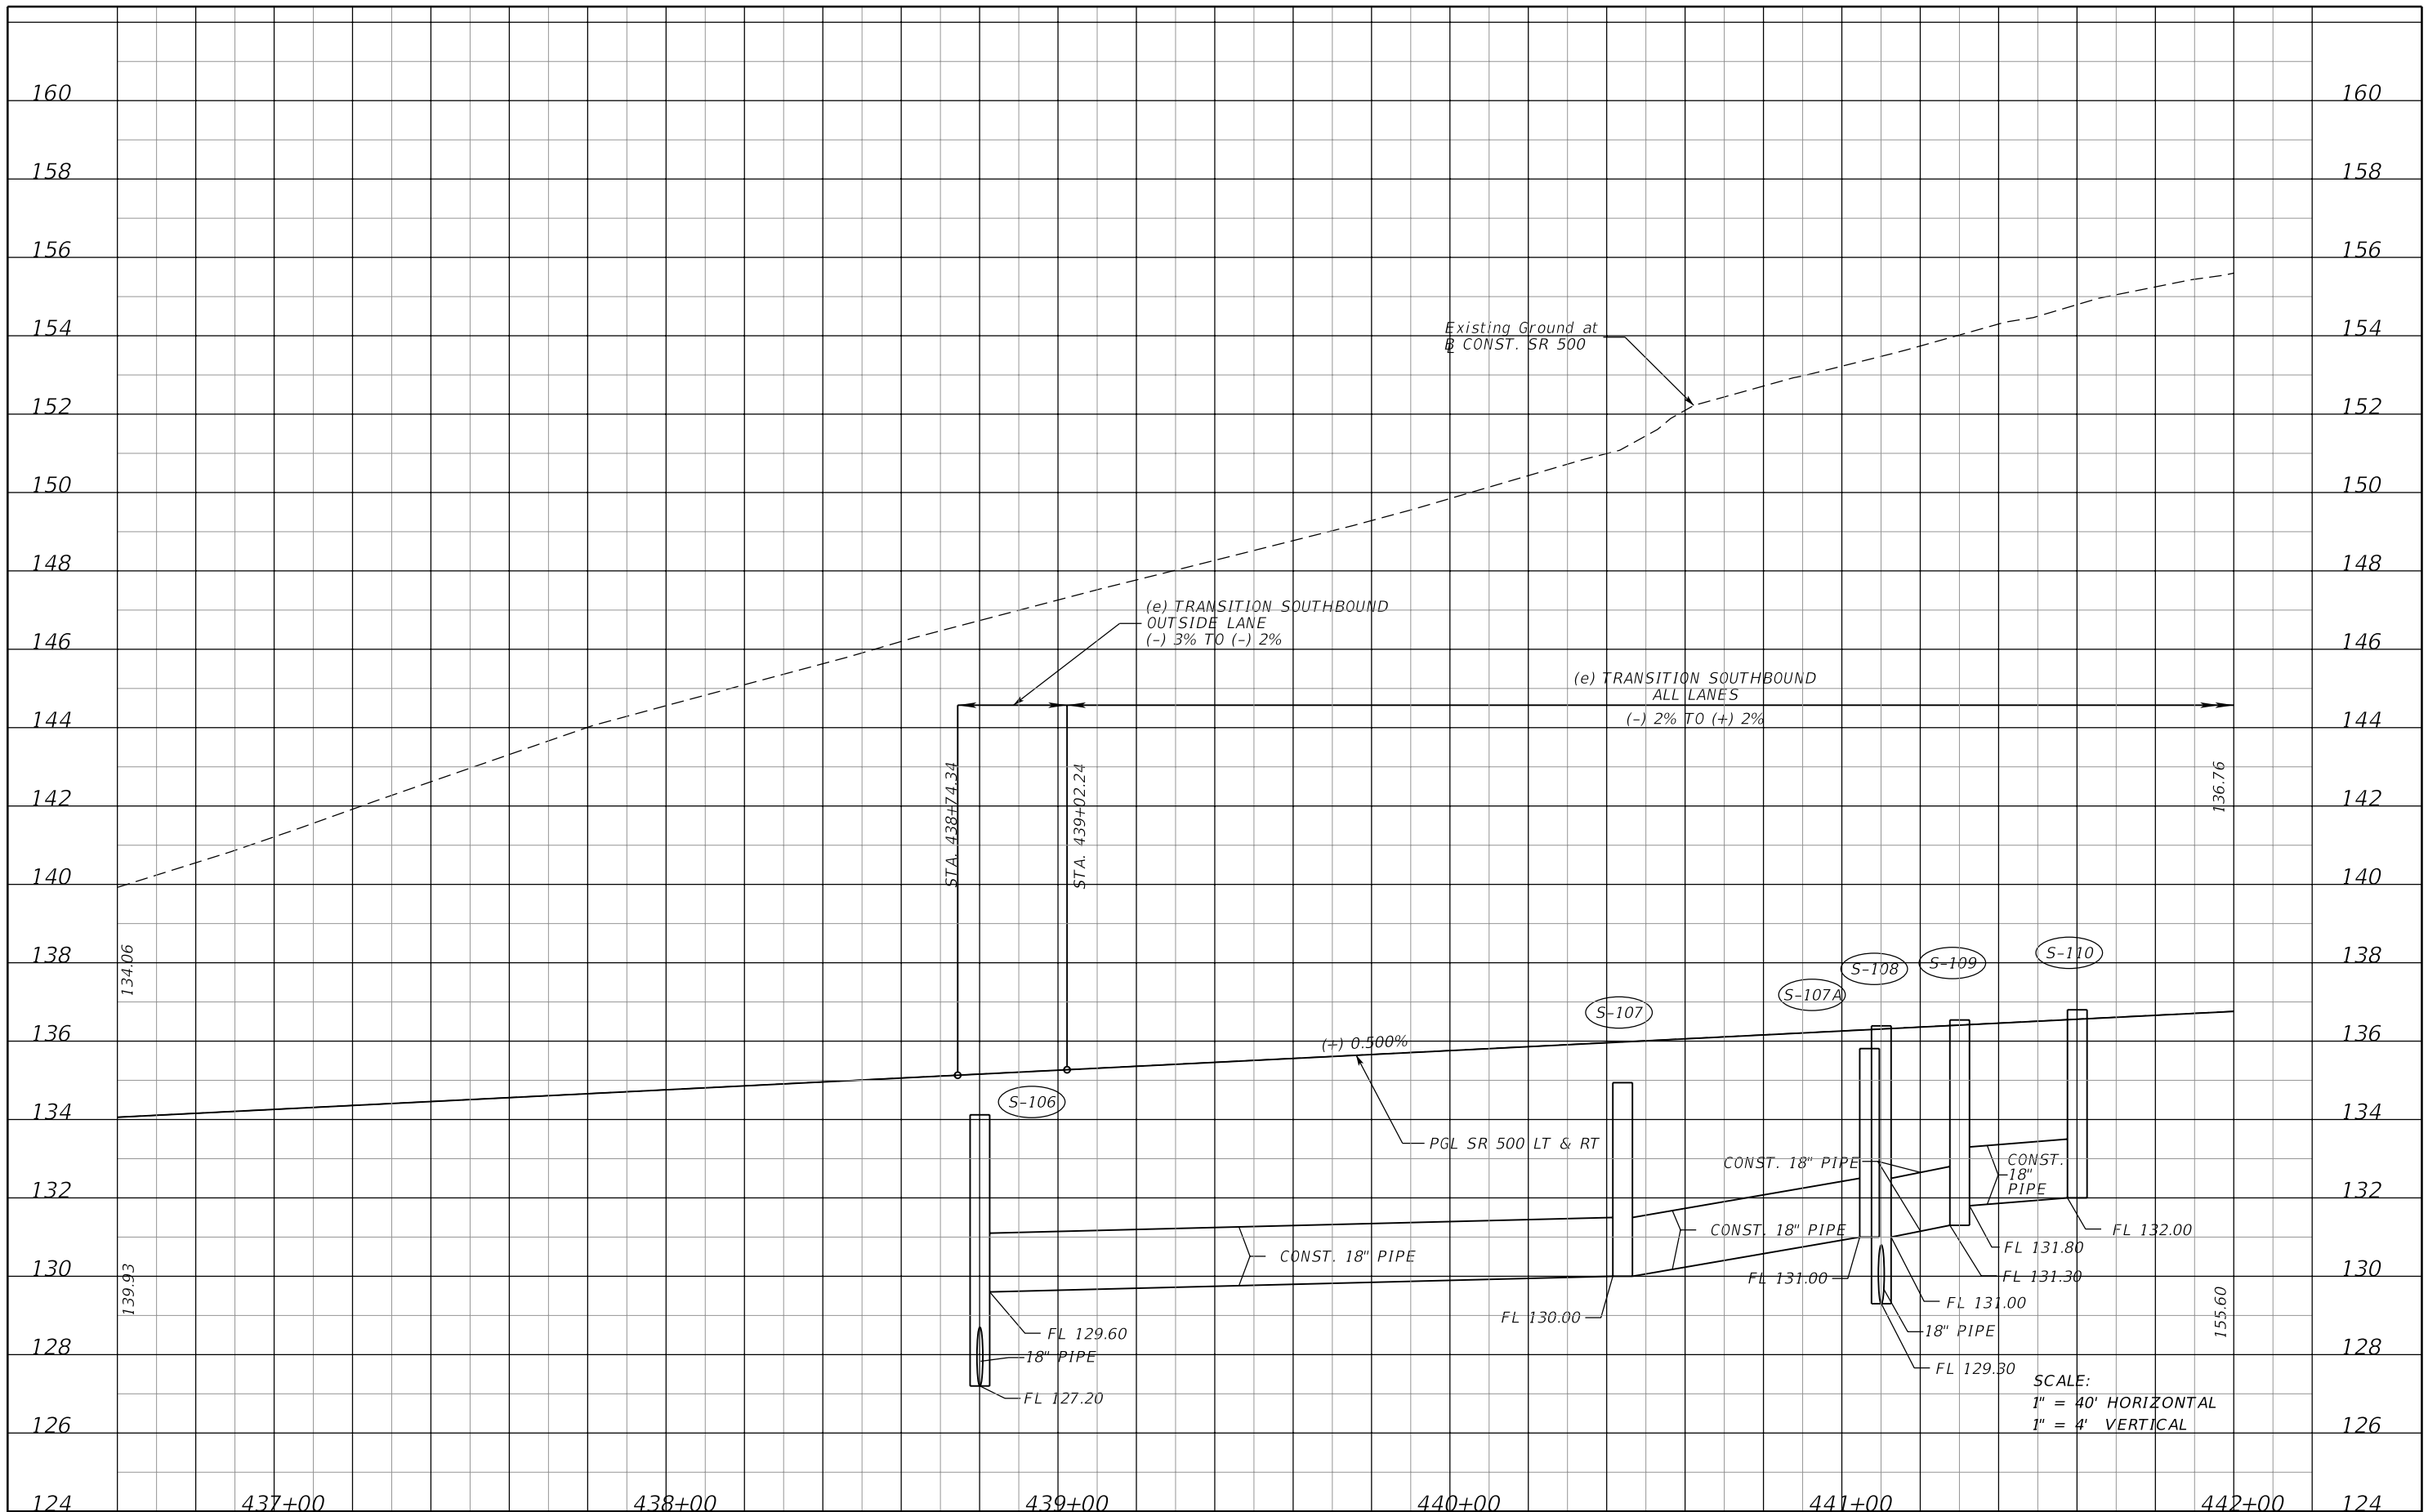 160 160
158 158
156 156
Existing Ground at
154 154
℄ CONST. SR 500
152 152
150 150
148 148
(e) TRANSITION SOUTHBOUND
OUTSIDE LANE
(-) 3% TO (-) 2%
146 146
(e) TRANSITION SOUTHBOUND
ALL LANES
(-) 2% TO (+) 2%
144 144
STA. 438+74.34
STA. 439+02.24
136.76
142 142
140 140
134.06
138 138
S-107A
S-108
S-109
S-110
S-107
136 136
(+) 0.500%
134 134
S-106
PGL SR 500 LT & RT
CONST. 18" PIPE
CONST.
18"
PIPE
132 132
CONST. 18" PIPE
CONST. 18" PIPE
FL 132.00
FL 131.80
130 130
FL 131.00
FL 131.30
139.93
155.60
FL 131.00
FL 130.00
FL 129.60
18" PIPE
128 128
18" PIPE
FL 129.30
FL 127.20
SCALE:
1" = 40' HORIZONTAL
1" = 4' VERTICAL
126 126
124 437+00 438+00 439+00 440+00 441+00 442+00 124